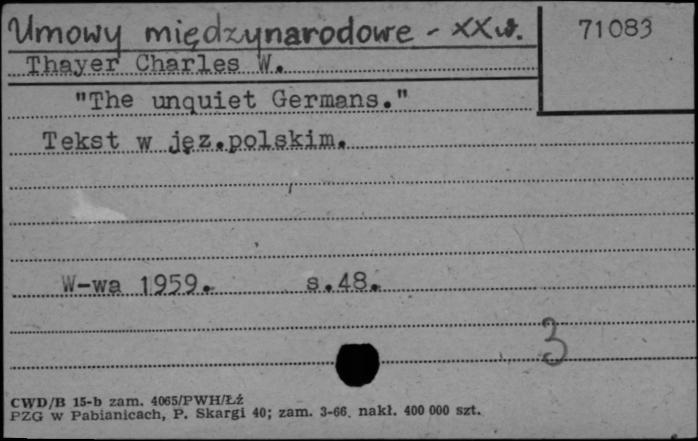 Umowy międzynarodowe - XX w. 71083
Thayer Charles W.
"The unquiet Germans."
Tekst w jęz.polskim.
W-wa 1959. s.48.
3
CWD/B 15-b zam. 4065/PWH/Łź
PZG w Pabianicach, P. Skargi 40; zam. 3-66. nakł. 400 000 szt.